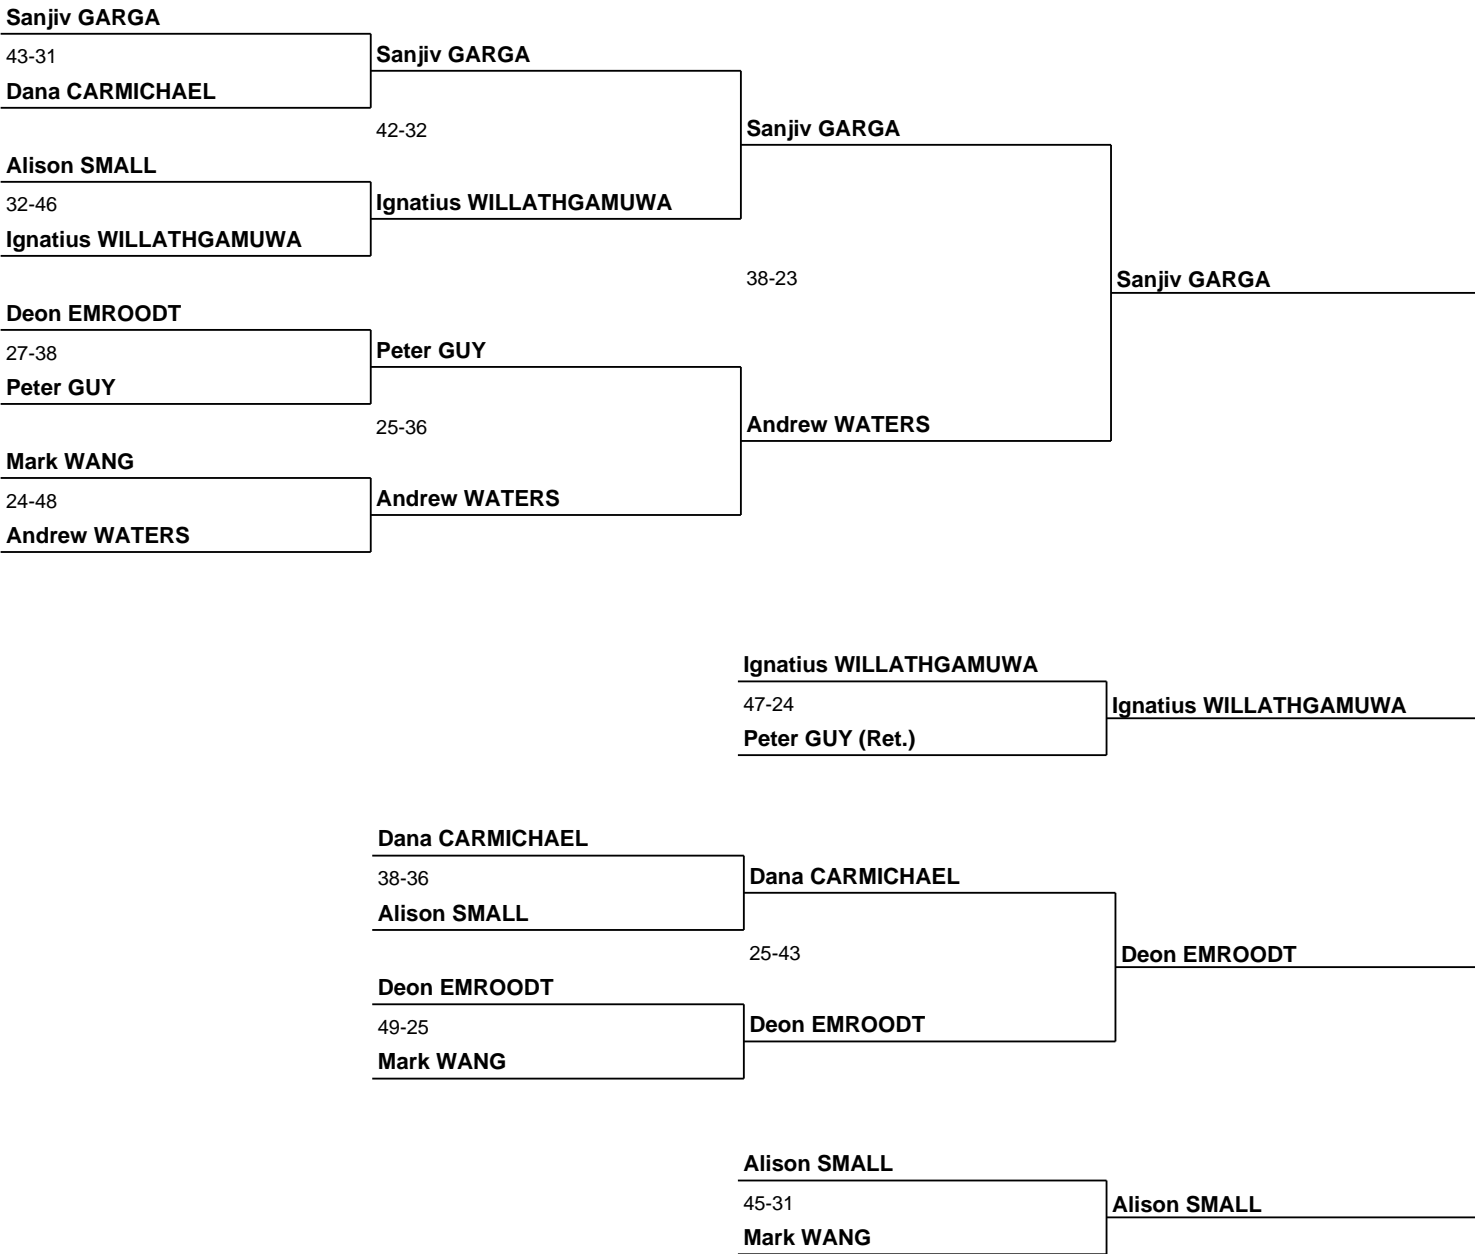 Sanjiv GARGA
43-31
Sanjiv GARGA
Dana CARMICHAEL
42-32
Sanjiv GARGA
Alison SMALL
32-46
Ignatius WILLATHGAMUWA
Ignatius WILLATHGAMUWA
38-23
Sanjiv GARGA
Deon EMROODT
27-38
Peter GUY
Peter GUY
25-36
Andrew WATERS
Mark WANG
24-48
Andrew WATERS
Andrew WATERS
Ignatius WILLATHGAMUWA
47-24
Ignatius WILLATHGAMUWA
Peter GUY (Ret.)
Dana CARMICHAEL
38-36
Dana CARMICHAEL
Alison SMALL
25-43
Deon EMROODT
Deon EMROODT
49-25
Deon EMROODT
Mark WANG
Alison SMALL
45-31
Alison SMALL
Mark WANG